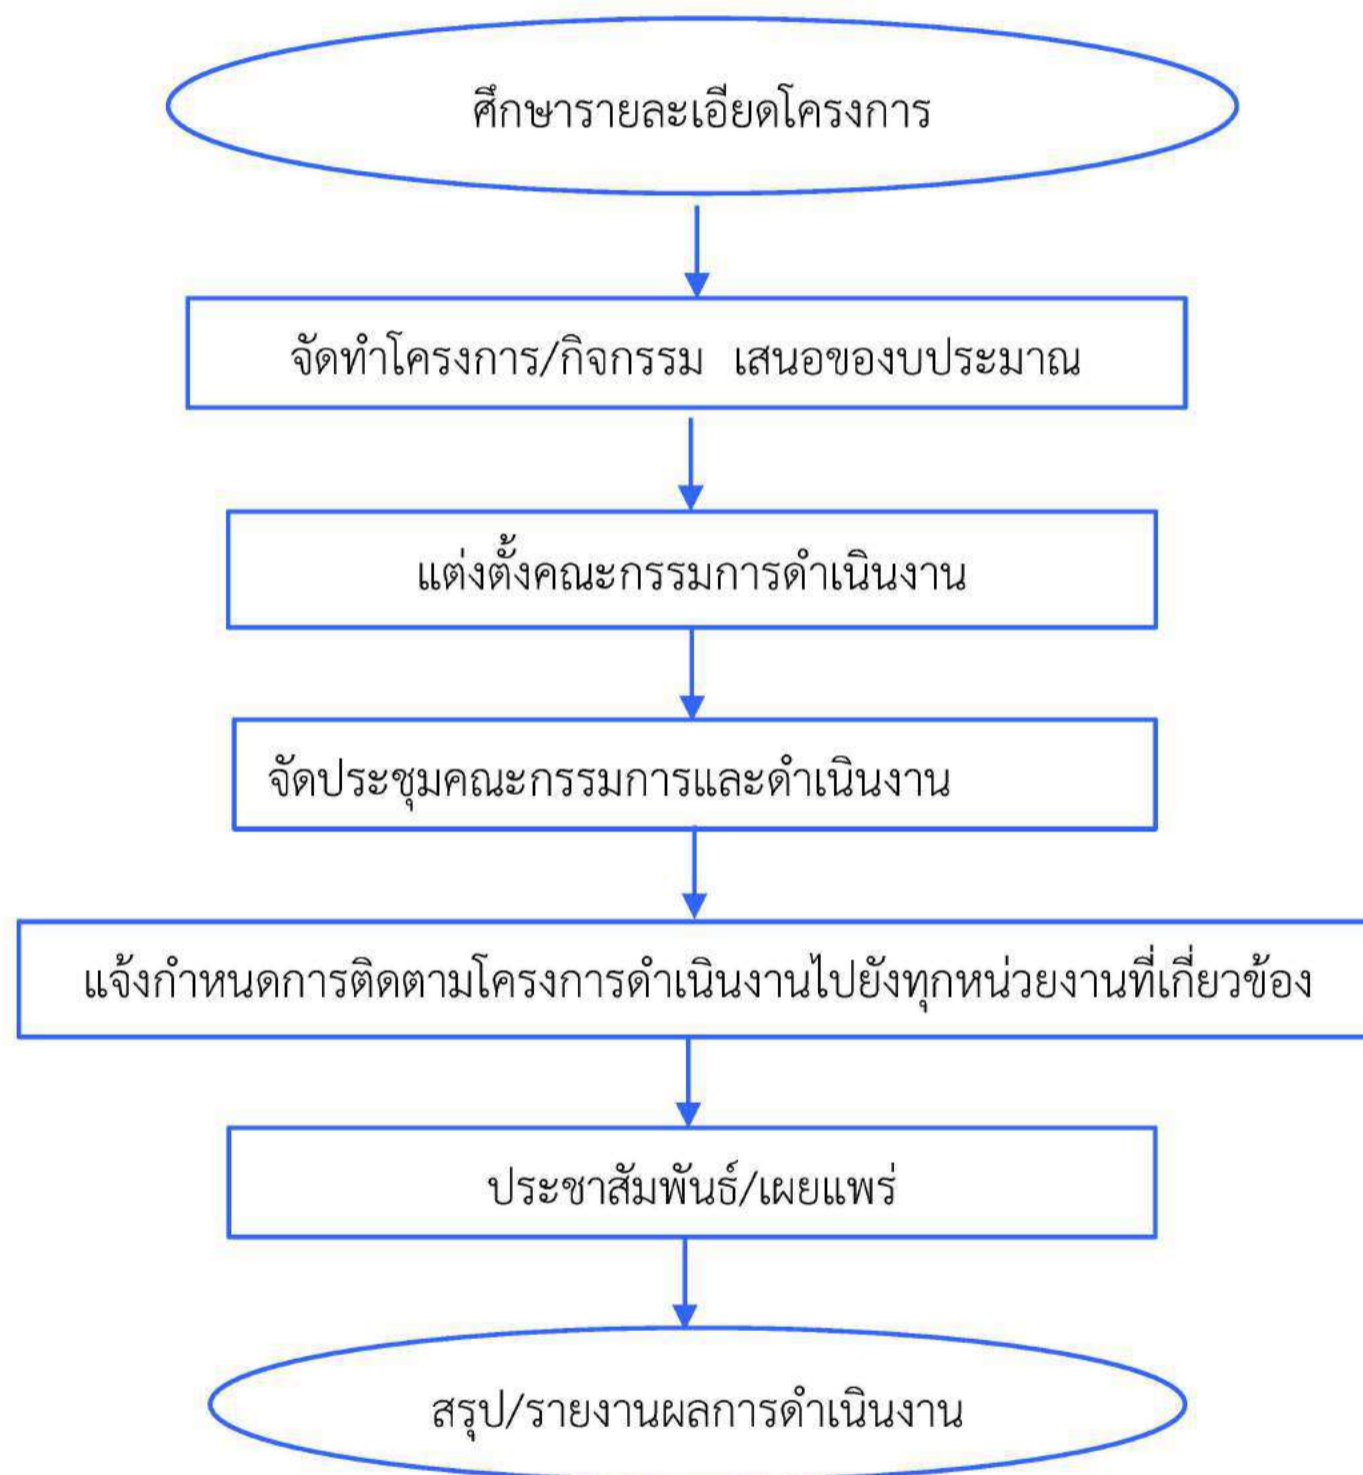 ศึกษารายละเอียดโครงการ
จัดทำโครงการ/กิจกรรม เสนอของบประมาณ
แต่งตั้งคณะกรรมการดำเนินงาน
จัดประชุมคณะกรรมการและดำเนินงาน
แจ้งกำหนดการติดตามโครงการดำเนินงานไปยังทุกหน่วยงานที่เกี่ยวข้อง
ประชาสัมพันธ์/เผยแพร่
สรุป/รายงานผลการดำเนินงาน